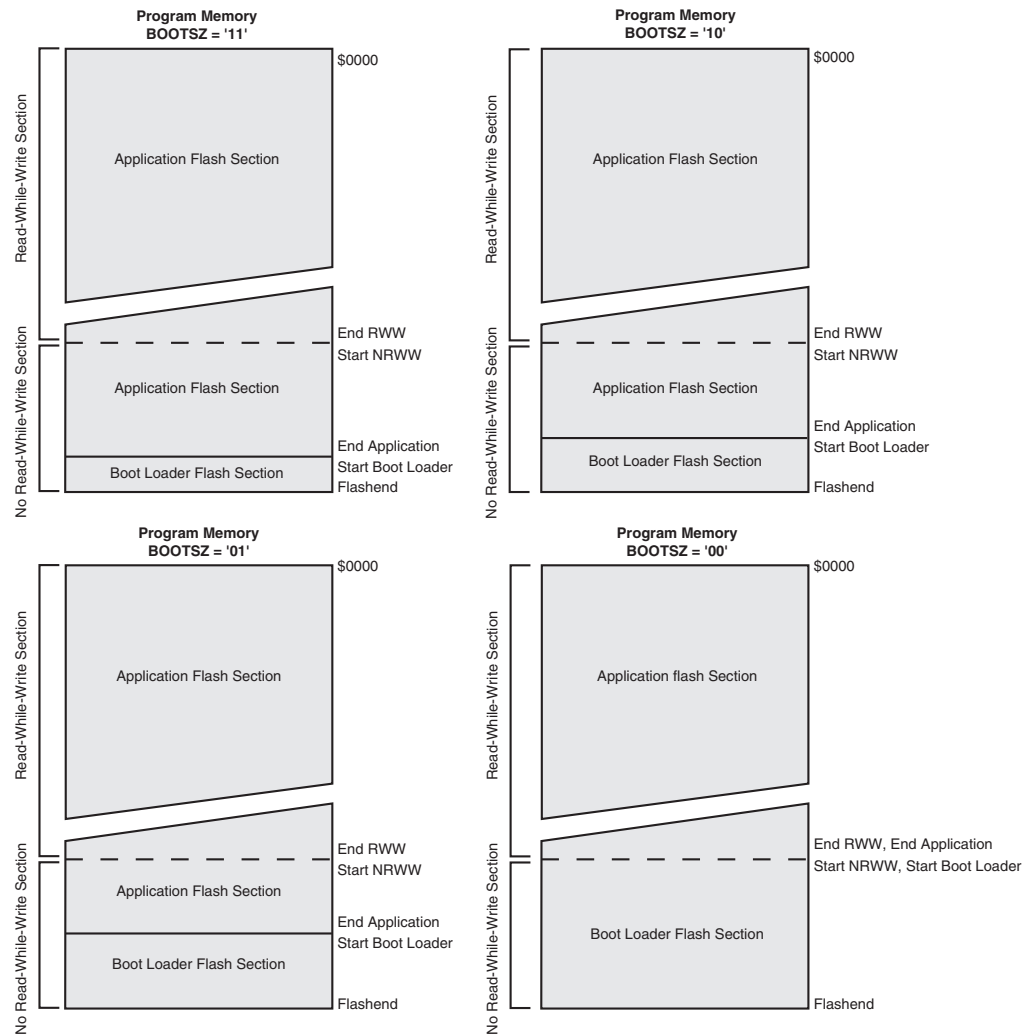 Program Memory
BOOTSZ = '11'
$0000
Read-While-Write Section
Application Flash Section
End RWW
Start NRWW
No Read-While-Write Section
Application Flash Section
End Application
Start Boot Loader
Boot Loader Flash Section
Flashend
Program Memory
BOOTSZ = '10'
$0000
Read-While-Write Section
Application Flash Section
End RWW
Start NRWW
No Read-While-Write Section
Application Flash Section
End Application
Start Boot Loader
Boot Loader Flash Section
Flashend
Program Memory
BOOTSZ = '01'
$0000
Read-While-Write Section
Application Flash Section
End RWW
Start NRWW
No Read-While-Write Section
Application Flash Section
End Application
Start Boot Loader
Boot Loader Flash Section
Flashend
Program Memory
BOOTSZ = '00'
$0000
Read-While-Write Section
Application flash Section
End RWW, End Application
Start NRWW, Start Boot Loader
No Read-While-Write Section
Boot Loader Flash Section
Flashend